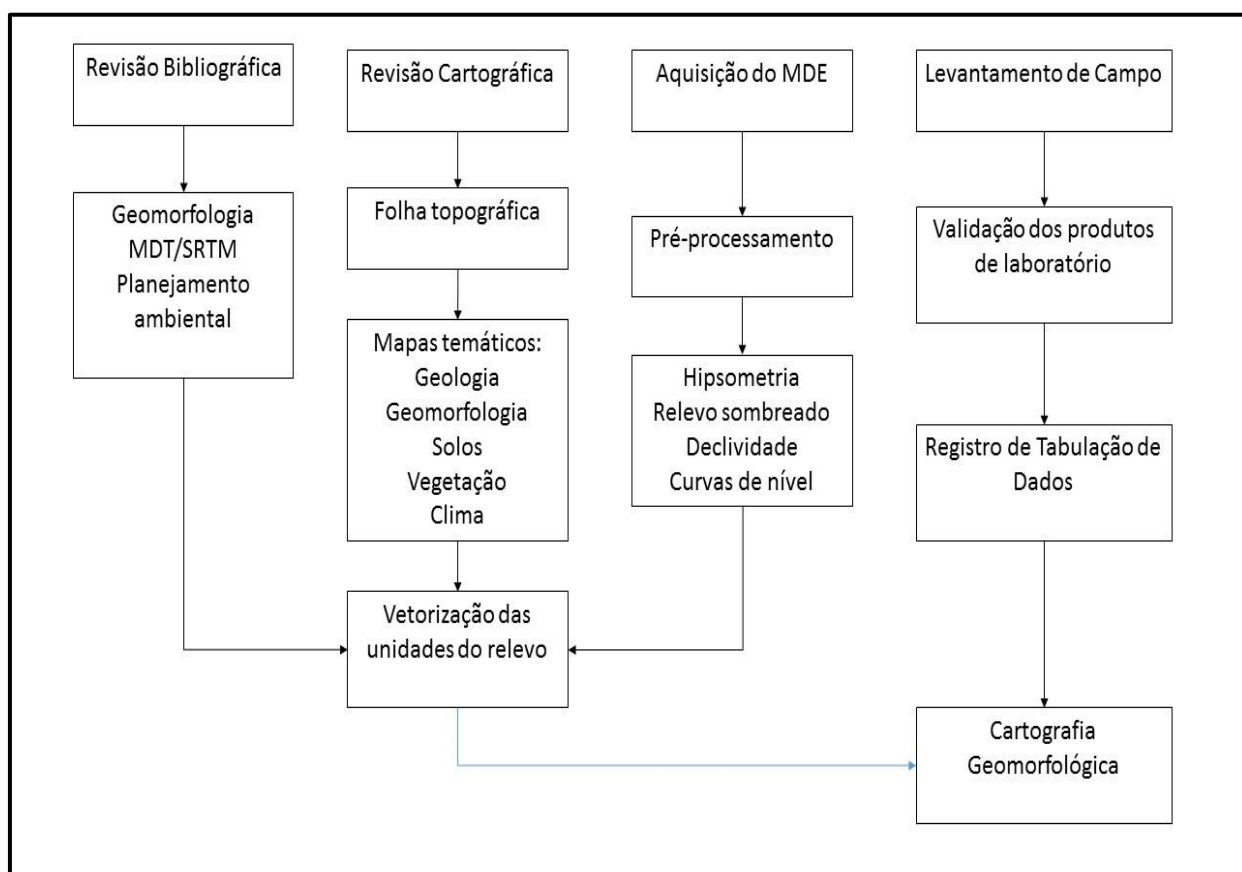 Revisão Bibliográfica
Geomorfologia
MDT/SRTM
Planejamento
ambiental
Revisão Cartográfica
Folha topográfica
Mapas temáticos:
Geologia
Geomorfologia
Solos
Vegetação
Clima
Vetorização das
unidades do relevo
Aquisição do MDE
Pré-processamento
Hipsometria
Relevo sombreado
Declividade
Curvas de nível
Levantamento de Campo
Validação dos produtos
de laboratório
Registro de Tabulação de
Dados
Cartografia
Geomorfológica